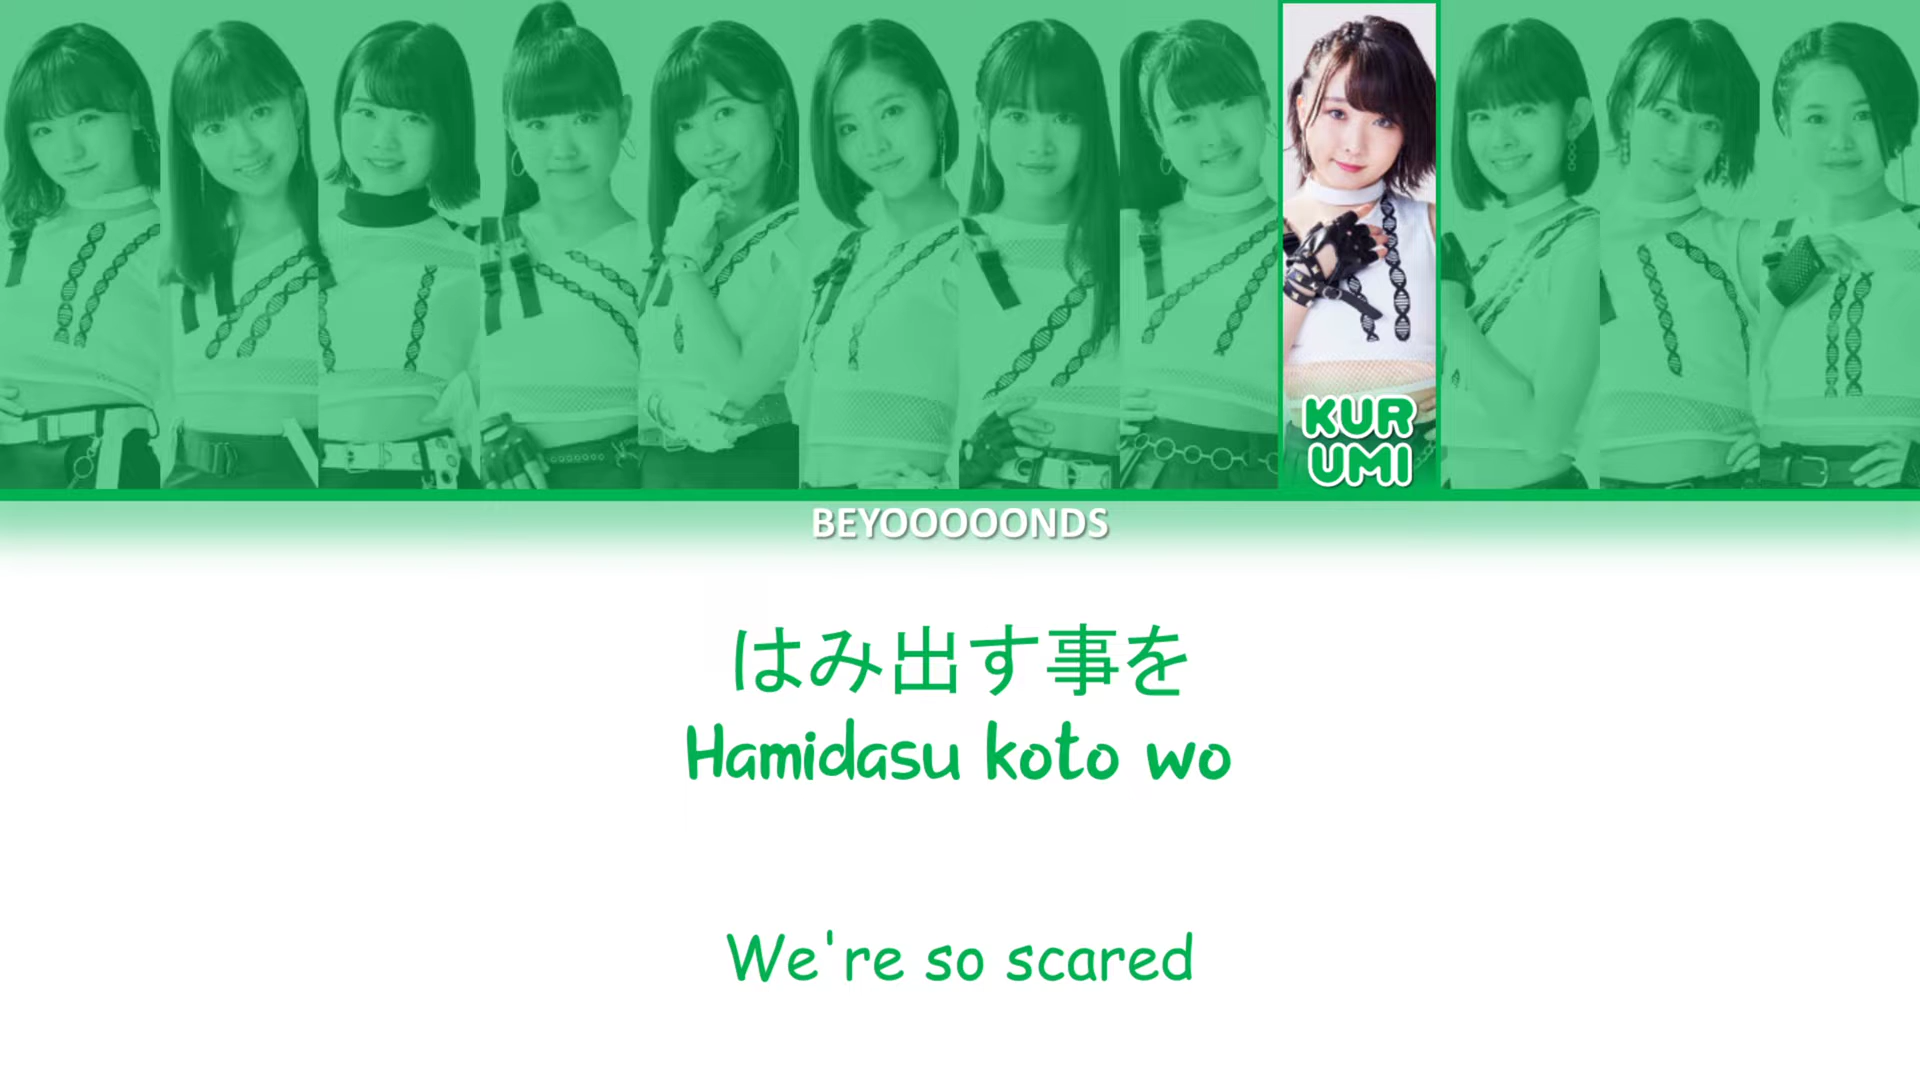 KUR
UMI
BEYOOOOONDS
はみ出す事を
Hamidasu koto wo
We're so scared